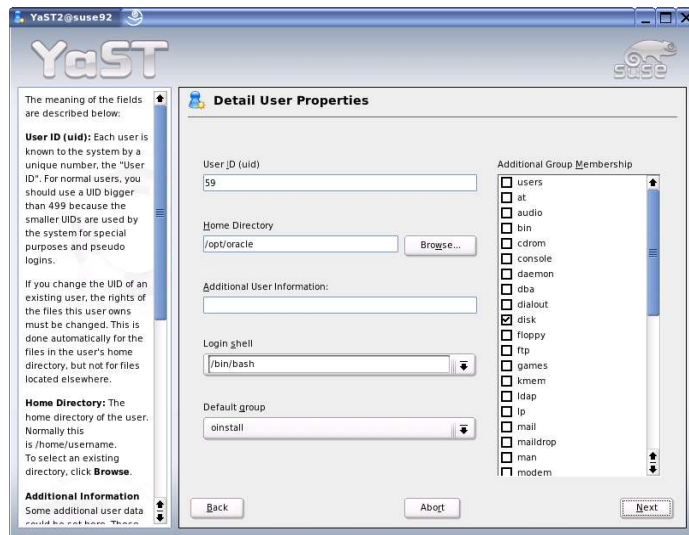 YaST2@suse92
YaST
suse
The meaning of the fields
are described below:
User ID (uid): Each user is
known to the system by a
unique number, the "User
ID". For normal users, you
should use a UID bigger
than 499 because the
smaller UIDs are used by
the system for special
purposes and pseudo
logins.
If you change the UID of an
existing user, the rights of
the files this user owns
must be changed. This is
done automatically for the
files in the user's home
directory, but not for files
located elsewhere.
Home Directory: The
home directory of the user.
Normally this
is /home/username.
To select an existing
directory, click Browse.
Additional Information
Some additional user data
could be set here. These
Detail User Properties
User ID (uid)
59
Home Directory
/opt/oracle
Browse...
Additional User Information:
Login shell
/bin/bash
Default group
oinstall
Additional Group Membership
users
at
audio
bin
cdrom
console
daemon
dba
dialout
disk
floppy
ftp
games
kmem
ldap
lp
mail
maildrop
man
modem
Back
Abort
Next